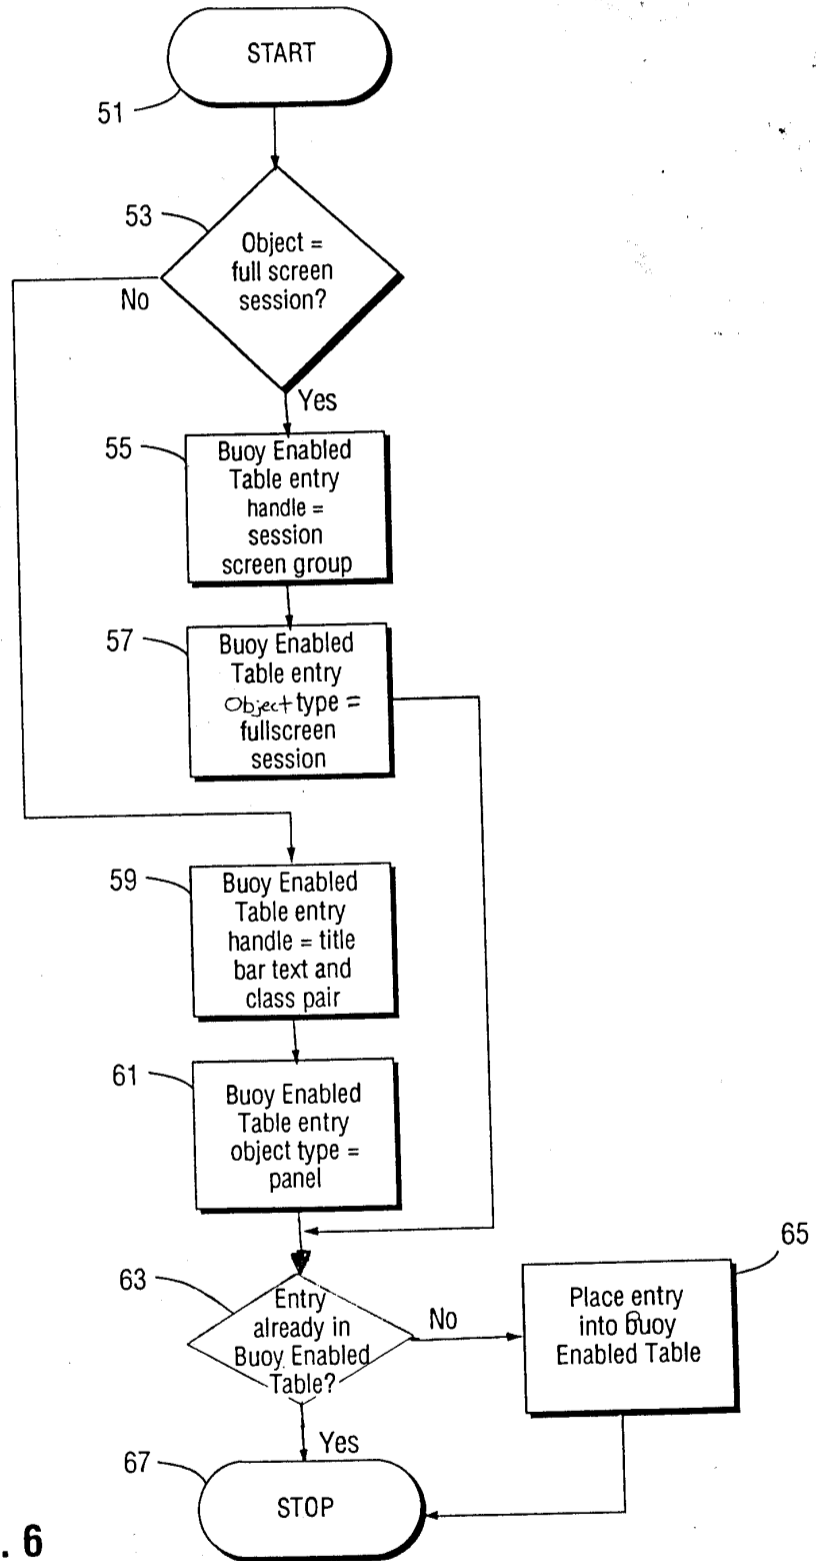 START
51
53
Object =
full screen
session?
No
Yes
55
Buoy Enabled
Table entry
handle =
session
screen group
57
Buoy Enabled
Table entry
Object type =
fullscreen
session
59
Buoy Enabled
Table entry
handle = title
bar text and
class pair
61
Buoy Enabled
Table entry
object type =
panel
63
Entry
already in
Buoy Enabled
Table?
No
65
Place entry
into Buoy
Enabled Table
Yes
67
STOP
. 6